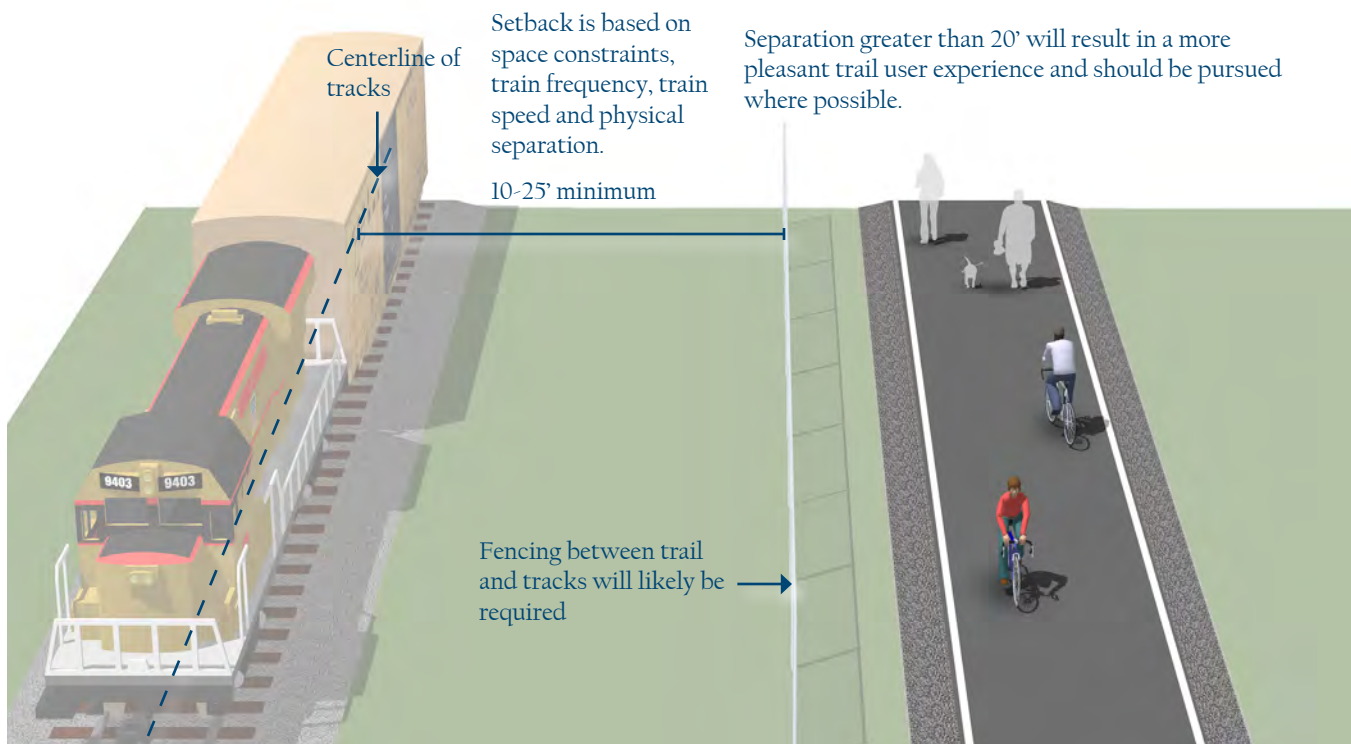 Centerline of
tracks
Setback is based on
space constraints,
train frequency, train
speed and physical
separation.
10-25’ minimum
Separation greater than 20’ will result in a more
pleasant trail user experience and should be pursued
where possible.
9403 9403
Fencing between trail
and tracks will likely be
required